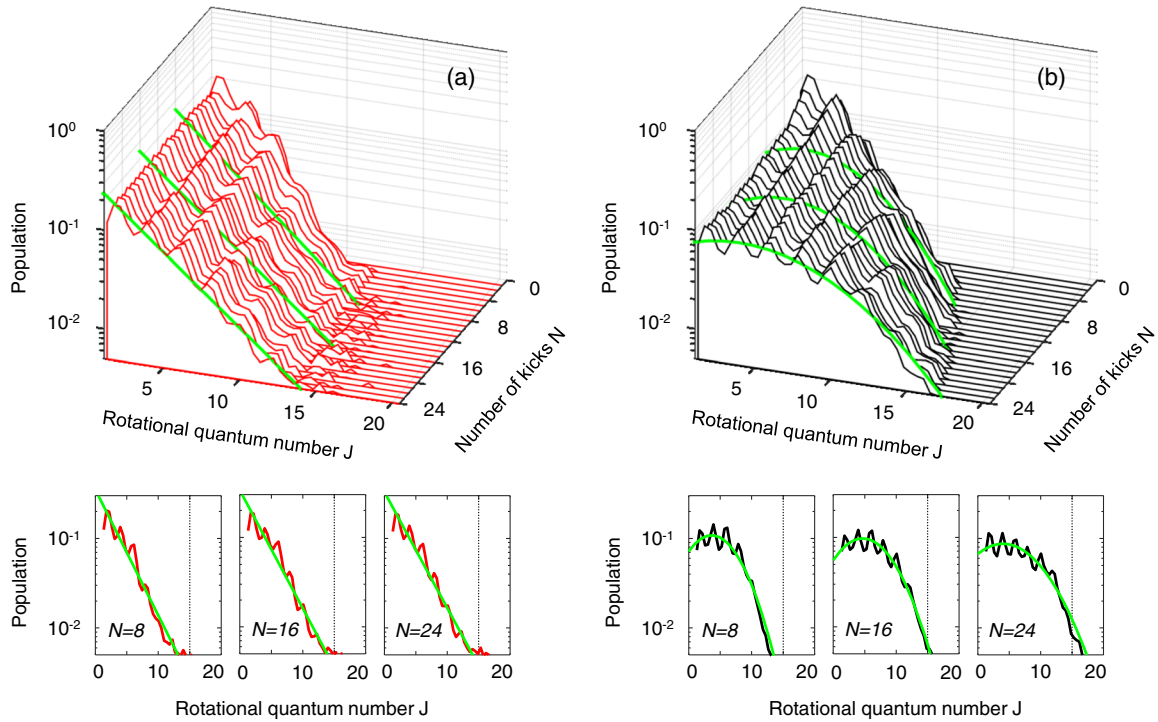 (a)
Population
10^0
10^-1
10^-2
5
10
15
20
Rotational quantum number J
0
8
16
24
Number of kicks N
(b)
Population
10^0
10^-1
10^-2
5
10
15
20
Rotational quantum number J
0
8
16
24
Number of kicks N
Population
10^-1
10^-2
N=8
N=16
N=24
0 10 20 0 10 20 0 10 20
Rotational quantum number J
Population
10^-1
10^-2
N=8
N=16
N=24
0 10 20 0 10 20 0 10 20
Rotational quantum number J